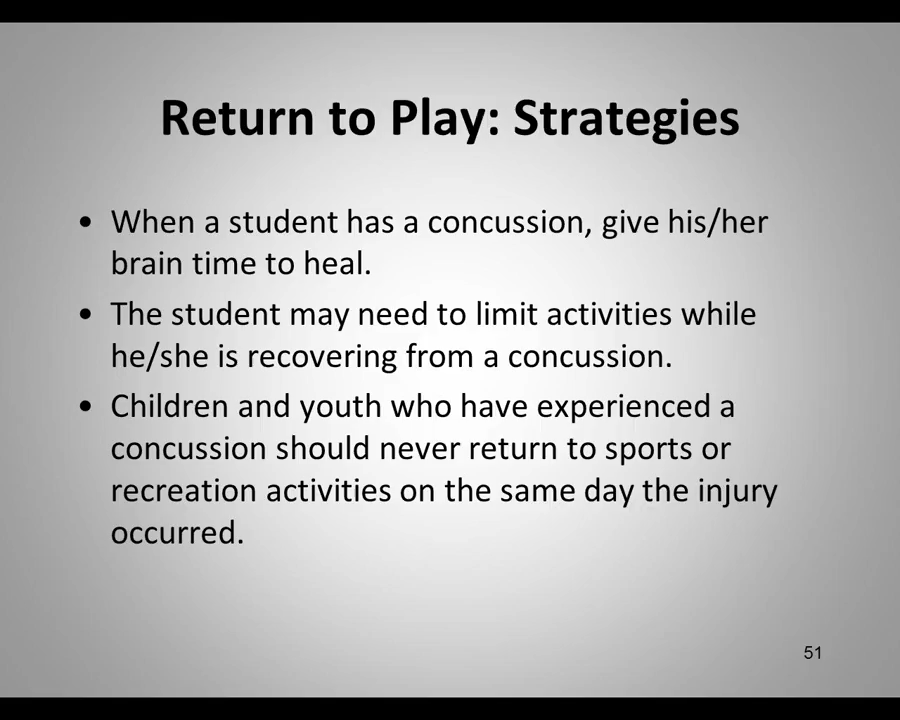 Return to Play: Strategies
• When a student has a concussion, give his/her
brain time to heal.
• The student may need to limit activities while
he/she is recovering from a concussion.
• Children and youth who have experienced a
concussion should never return to sports or
recreation activities on the same day the injury
occurred.
51